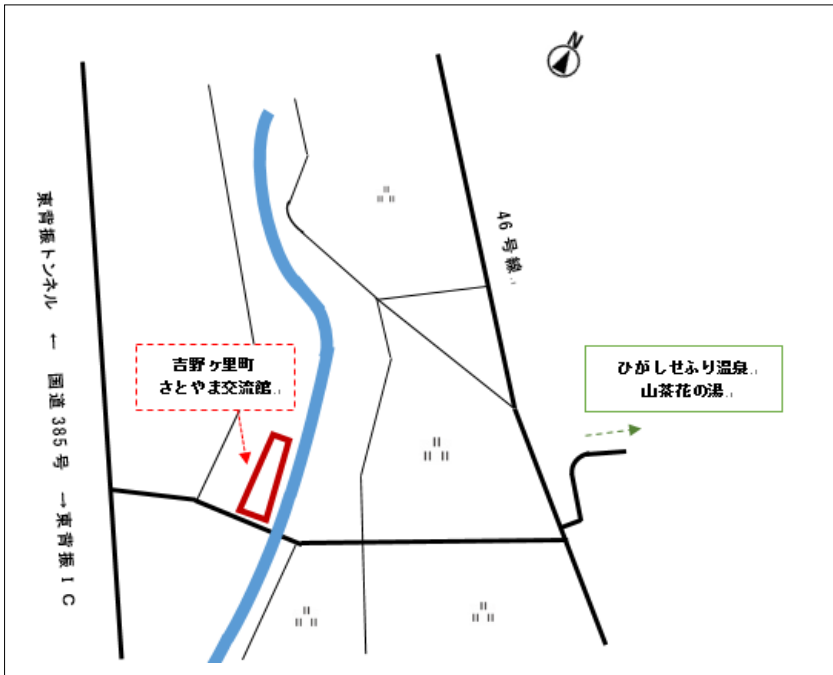 N
46号線
東背振トンネル ← 国道385号 →東背振IC
吉野ヶ里町
さとやま交流館
ひがしせふり温泉
山茶花の湯